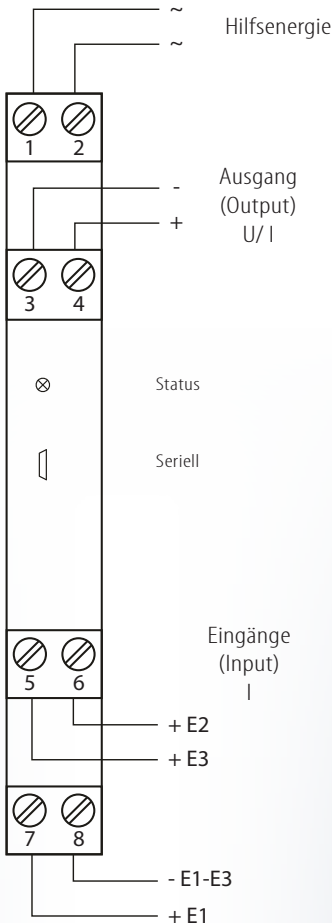 ~
Hilfsenergie
~
1 2
-
Ausgang
(Output)
+
U/ I
3 4
Status
Seriell
Eingänge
(Input)
I
5 6
+ E2
+ E3
7 8
- E1-E3
+ E1